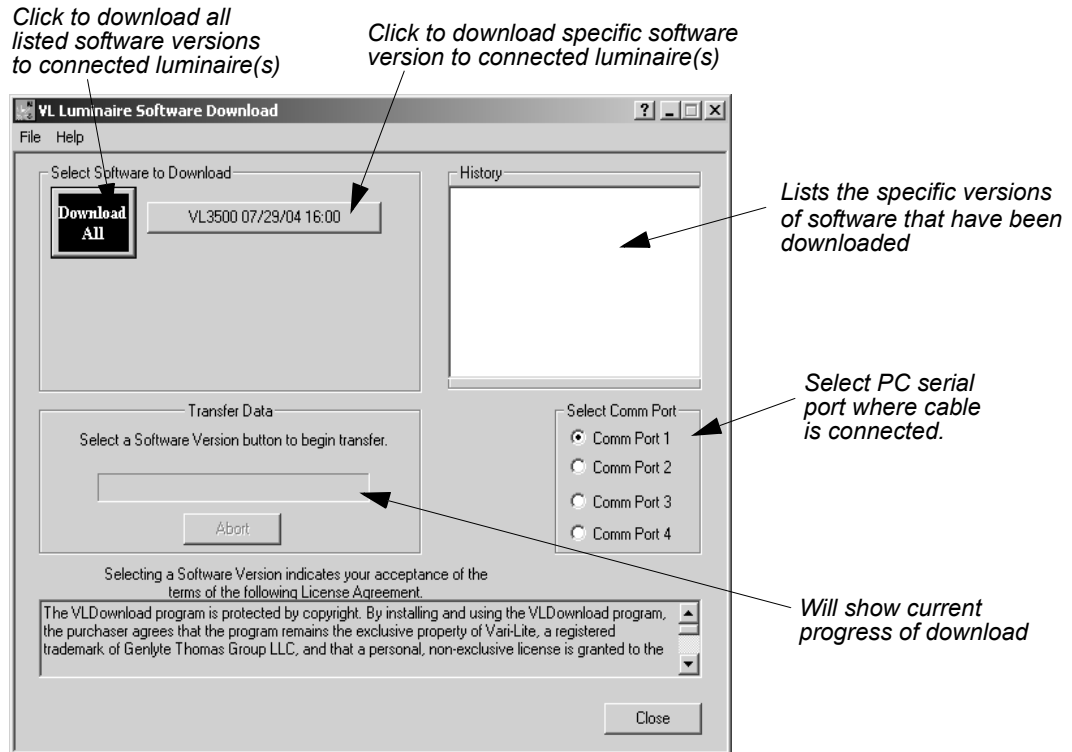 Click to download all
listed software versions
to connected luminaire(s)
Click to download specific software
version to connected luminaire(s)
VL Luminaire Software Download
File Help
Select Software to Download
Download
All
VL3500 07/29/04 16:00
History
Lists the specific versions
of software that have been
downloaded
Transfer Data
Select a Software Version button to begin transfer.
Abort
Select Comm Port
Comm Port 1
Comm Port 2
Comm Port 3
Comm Port 4
Select PC serial
port where cable
is connected.
Selecting a Software Version indicates your acceptance of the
terms of the following License Agreement.
The VLDownload program is protected by copyright. By installing and using the VLDownload program,
the purchaser agrees that the program remains the exclusive property of Vari-Lite, a registered
trademark of Genlyte Thomas Group LLC, and that a personal, non-exclusive license is granted to the
Will show current
progress of download
Close